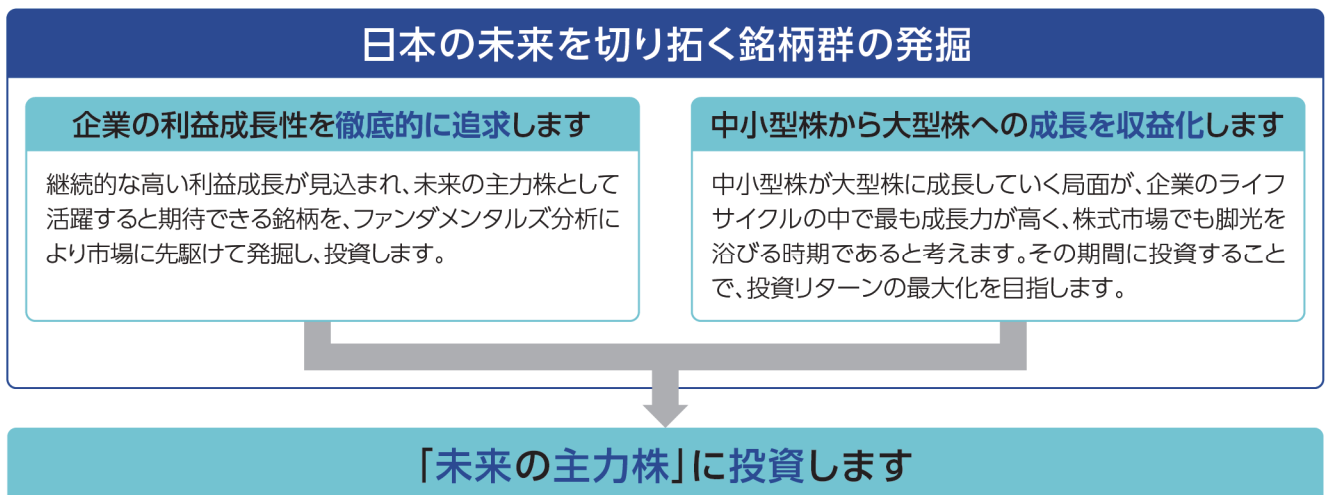 日本の未来を切り拓く銘柄群の発掘
企業の利益成長性を徹底的に追求します
継続的な高い利益成長が見込まれ、未来の主力株として
活躍すると期待できる銘柄を、ファンダメンタルズ分析に
より市場に先駆けて発掘し、投資します。
中小型株から大型株への成長を収益化します
中小型株が大型株に成長していく局面が、企業のライフ
サイクルの中で最も成長力が高く、株式市場でも脚光を
浴びる時期であると考えます。その期間に投資すること
で、投資リターンの最大化を目指します。
「未来の主力株」に投資します